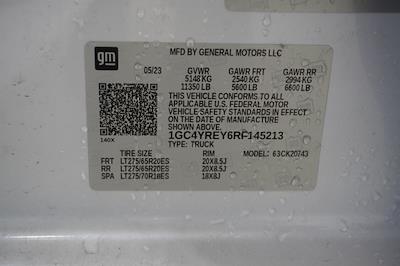 gm
MFD BY GENERAL MOTORS LLC
05/23 GVWR GAWR FRT GAWR RR
5148 KG 2540 KG 2994 KG
11350 LB 5600 LB 6600 LB
THIS VEHICLE CONFORMS TO ALL
APPLICABLE U.S. FEDERAL MOTOR
VEHICLE SAFETY STANDARDS IN EFFECT
ON THE DATE OF MANUFACTURE SHOWN
ABOVE.
1GC4YREY6RF145213
140X TYPE: TRUCK
TIRE SIZE RIM MODEL: 63CK20743
FRT LT275/65R20ES 20X8.5J
RR LT275/65R20ES 20X8.5J
SPA LT275/70R18ES 18X8J